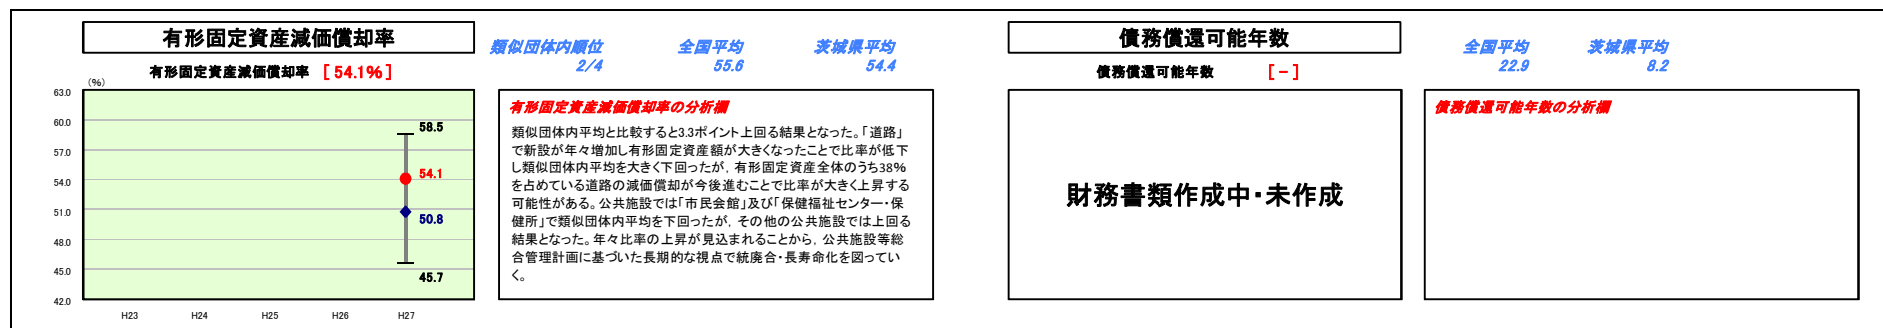 有形固定資産減価償却率
有形固定資産減価償却率 [ 54.1% ]
類似団体内順位
2/4
全国平均
55.6
茨城県平均
54.4
(%)
63.0
60.0
57.0
54.0
51.0
48.0
45.0
42.0
58.5
54.1
50.8
45.7
H23
H24
H25
H26
H27
有形固定資産減価償却率の分析欄
類似団体内平均と比較すると3.3ポイント上回る結果となった。「道路」
で新設が年々増加し有形固定資産額が大きくなったことで比率が低下
し類似団体内平均を大きく下回ったが，有形固定資産全体のうち38%
を占めている道路の減価償却が今後進むことで比率が大きく上昇する
可能性がある。公共施設では「市民会館」及び「保健福祉センター・保
健所」で類似団体内平均を下回ったが，その他の公共施設では上回る
結果となった。年々比率の上昇が見込まれることから，公共施設等総
合管理計画に基づいた長期的な視点で統廃合・長寿命化を図ってい
く。
債務償還可能年数
債務償還可能年数 [ - ]
全国平均
22.9
茨城県平均
8.2
財務書類作成中・未作成
債務償還可能年数の分析欄